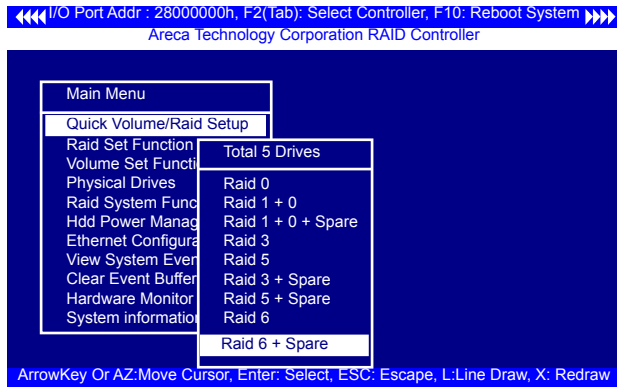 I/O Port Addr : 28000000h, F2(Tab): Select Controller, F10: Reboot System
Areca Technology Corporation RAID Controller
Main Menu
Quick Volume/Raid Setup
Raid Set Function
Volume Set Functi
Physical Drives
Raid System Func
Hdd Power Manag
Ethernet Configura
View System Even
Clear Event Buffer
Hardware Monitor
System information
Total 5 Drives
Raid 0
Raid 1 + 0
Raid 1 + 0 + Spare
Raid 3
Raid 5
Raid 3 + Spare
Raid 5 + Spare
Raid 6
Raid 6 + Spare
ArrowKey Or AZ:Move Cursor, Enter: Select, ESC: Escape, L:Line Draw, X: Redraw